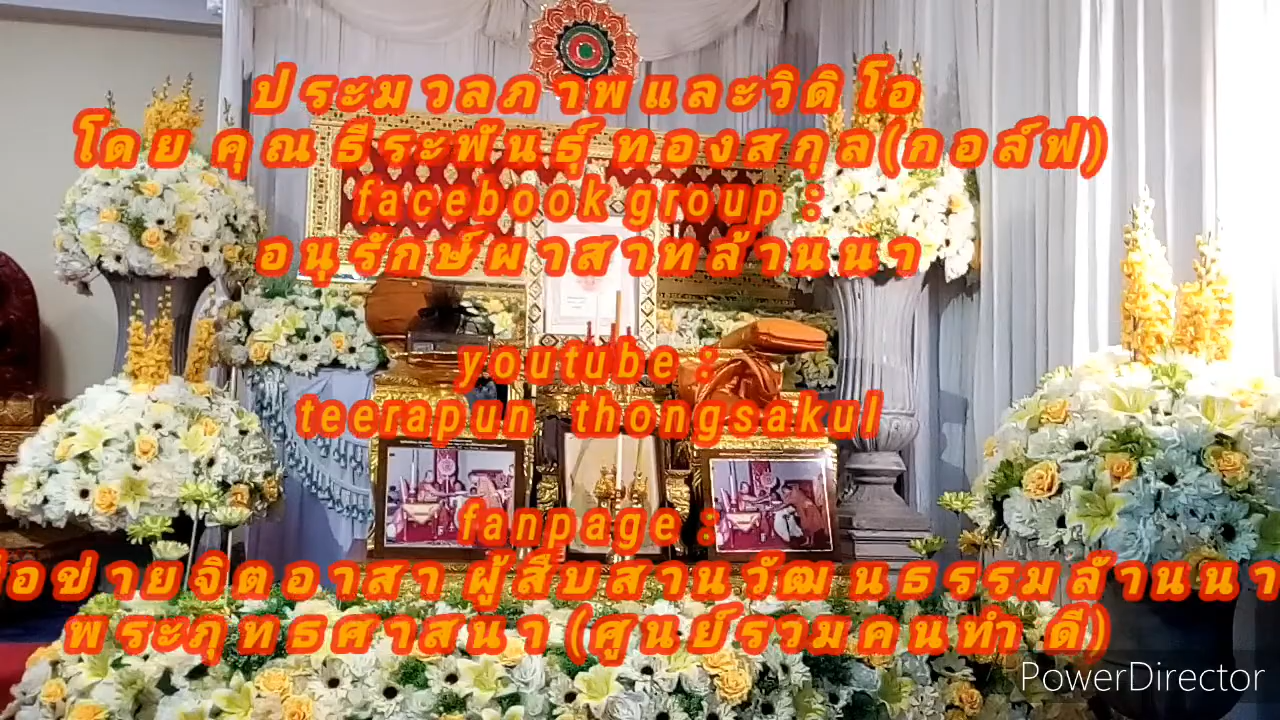 ประมวลภาพและวิดิโอ
โดย คุณ ธีระพันธุ์ ทองสกุล(กอล์ฟ)
facebook group :
อนุรักษ์ผาสาทล้านนา
youtube :
teerapun thongsakul
fanpage :
จิตอาสา ผู้สืบสานวัฒนธรรมล้านนา
พระภุทธศาสนา (ศูนย์รวมคนทำ ดี)
PowerDirector